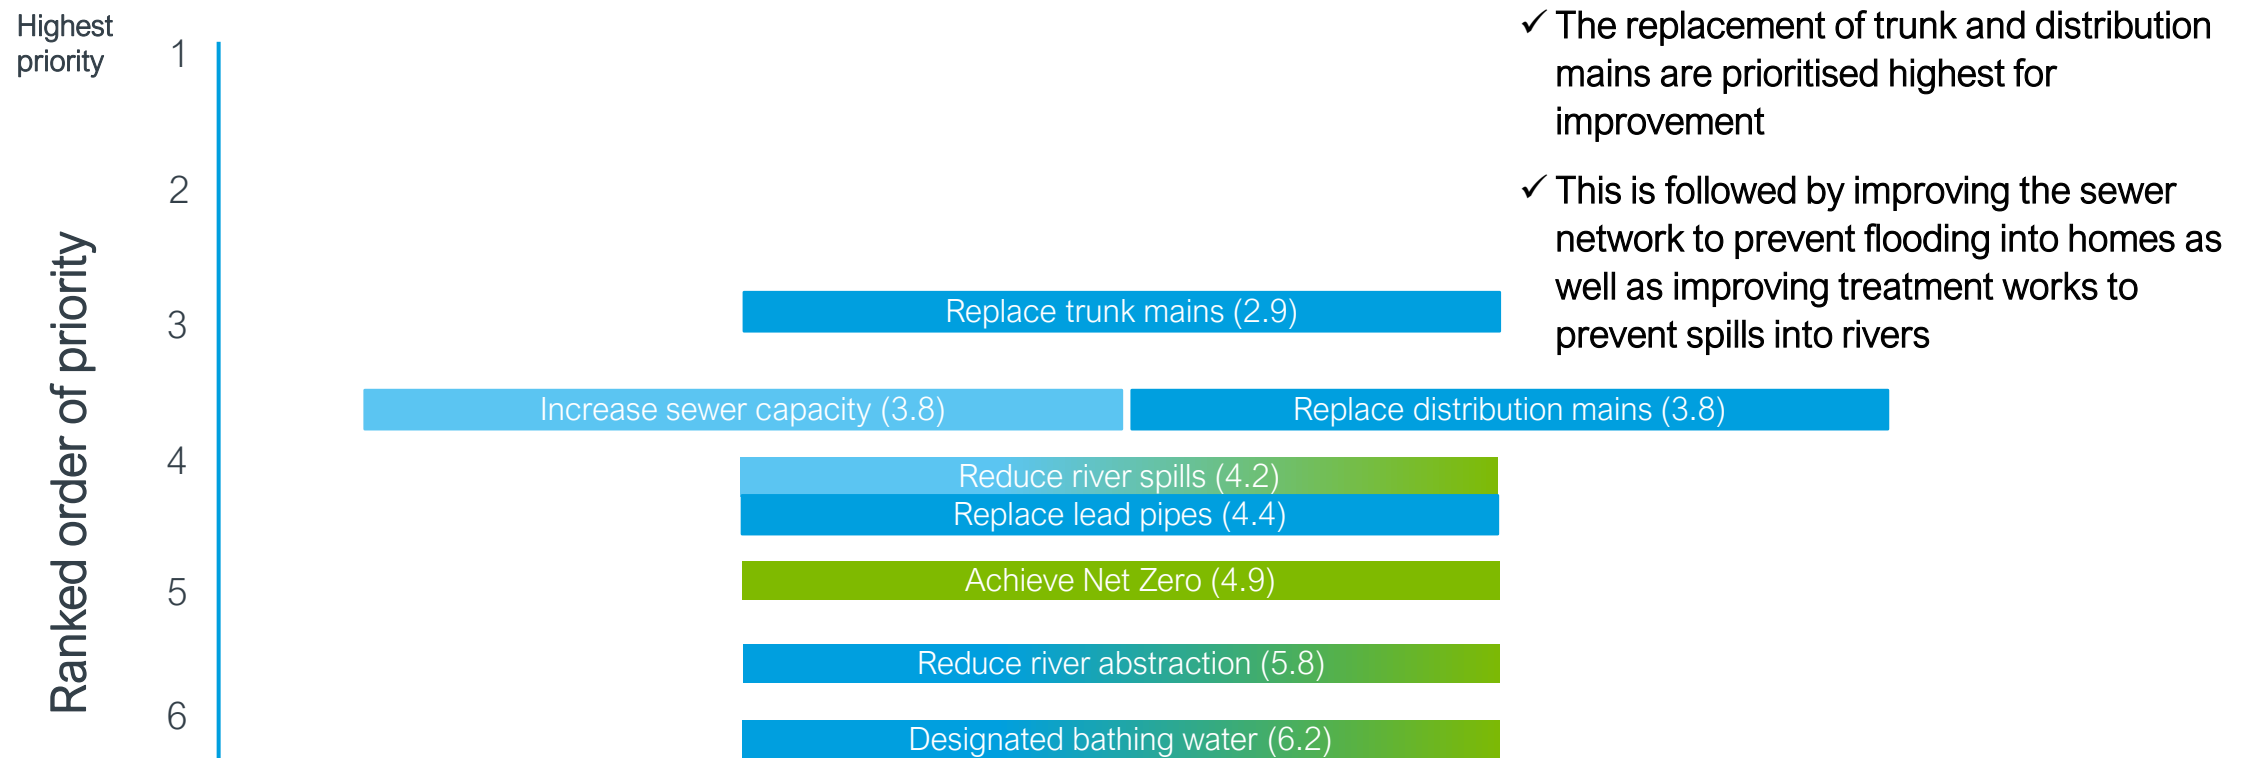 Highest
priority
1
2
3
4
5
6
Ranked order of priority
Replace trunk mains (2.9)
Increase sewer capacity (3.8)
Replace distribution mains (3.8)
Reduce river spills (4.2)
Replace lead pipes (4.4)
Achieve Net Zero (4.9)
Reduce river abstraction (5.8)
Designated bathing water (6.2)
✓ The replacement of trunk and distribution
mains are prioritised highest for
improvement
✓ This is followed by improving the sewer
network to prevent flooding into homes as
well as improving treatment works to
prevent spills into rivers